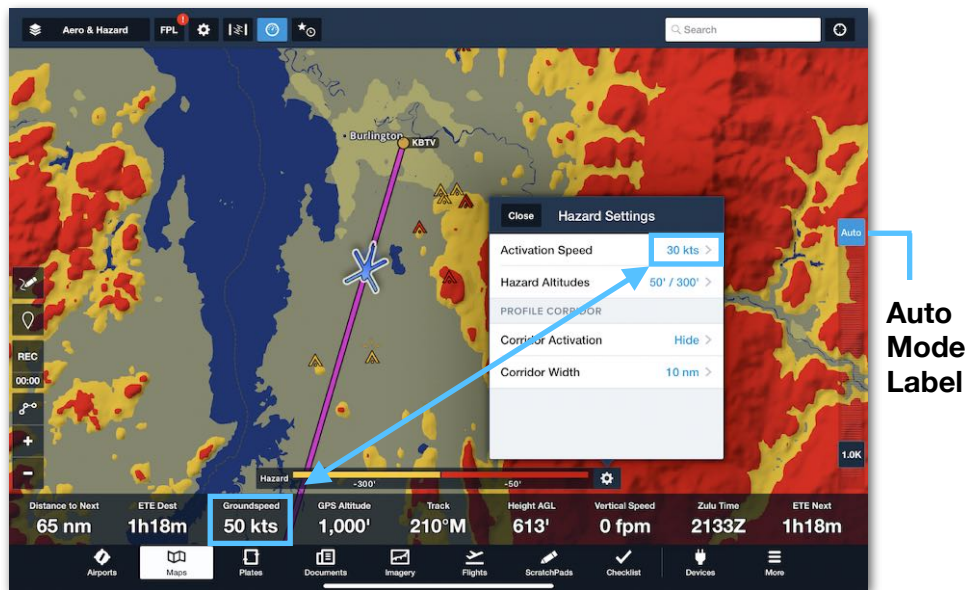 Aero & Hazard
FPL
!
Search
Burlington
KBTV
Close
Hazard Settings
Activation Speed
30 kts >
Hazard Altitudes
50' / 300' >
PROFILE CORRIDOR
Corridor Activation
Hide >
Corridor Width
10 nm >
Auto
Auto
Mode
Label
REC
00:00
+
−
1.0K
Hazard
-300'
-50'
Distance to Next
65 nm
ETE Dest
1h18m
Groundspeed
50 kts
GPS Altitude
1,000'
Track
210°M
Height AGL
613'
Vertical Speed
0 fpm
Zulu Time
2133Z
ETE Next
1h18m
Airports
Maps
Plates
Documents
Imagery
Flights
ScratchPads
Checklist
Devices
More